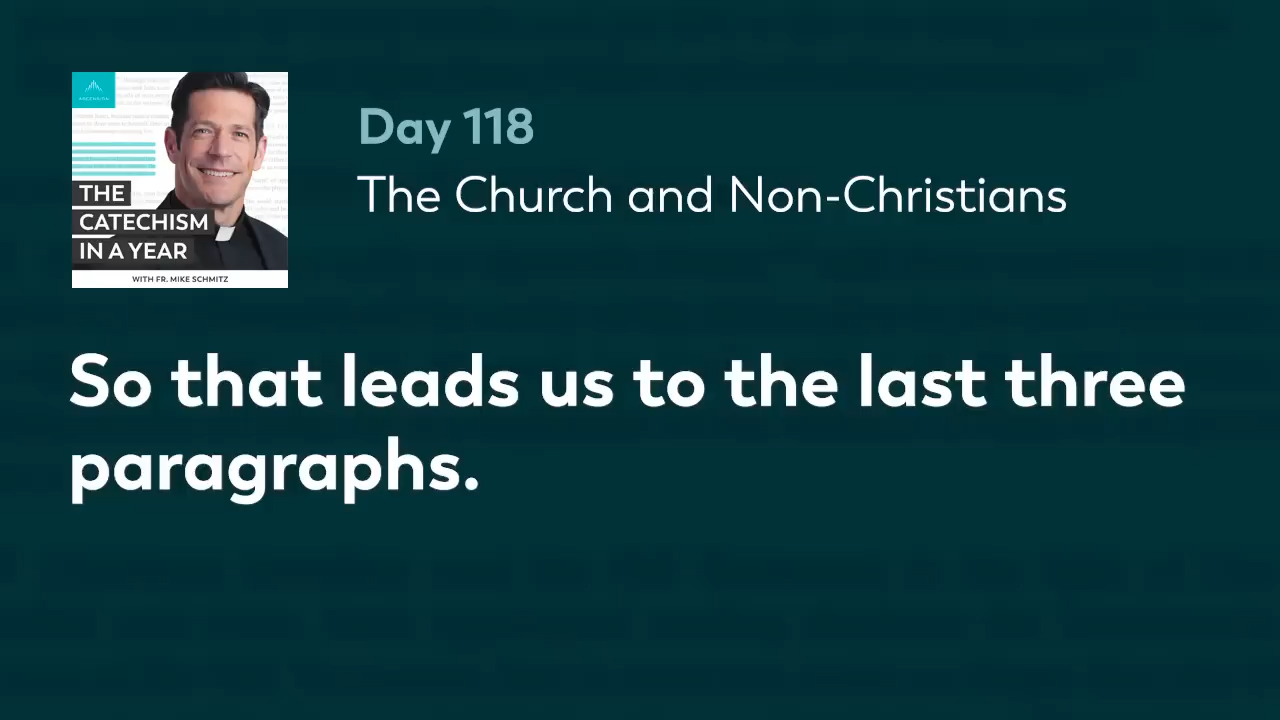 ASCENSION
THE
CATECHISM
IN A YEAR
WITH FR. MIKE SCHMITZ
Day 118
The Church and Non-Christians
So that leads us to the last three
paragraphs.